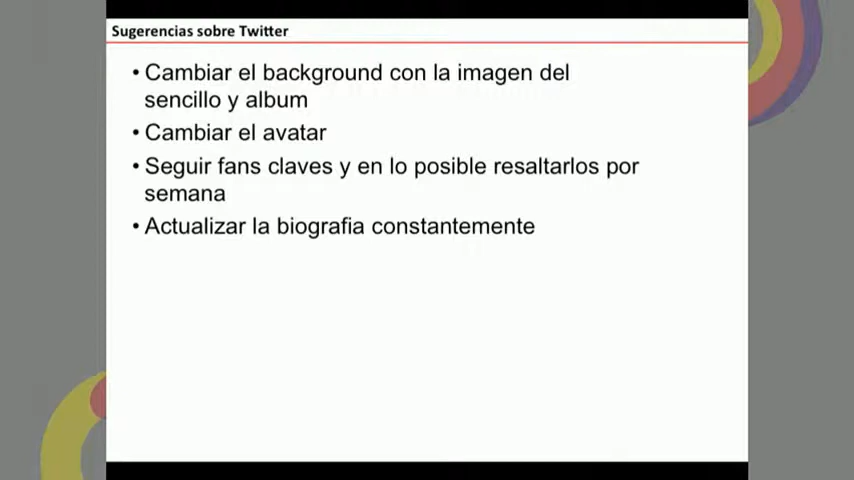 Sugerencias sobre Twitter
• Cambiar el background con la imagen del
sencillo y album
• Cambiar el avatar
• Seguir fans claves y en lo posible resaltarlos por
semana
• Actualizar la biografia constantemente